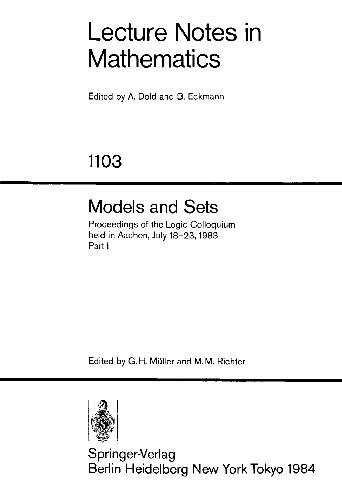 Lecture Notes in
Mathematics
Edited by A. Dold and B. Eckmann
1103
Models and Sets
Proceedings of the Logic Colloquium
held in Aachen, July 18–23, 1983
Part I
Edited by G.H. Müller and M.M. Richter
Springer-Verlag
Berlin Heidelberg New York Tokyo 1984